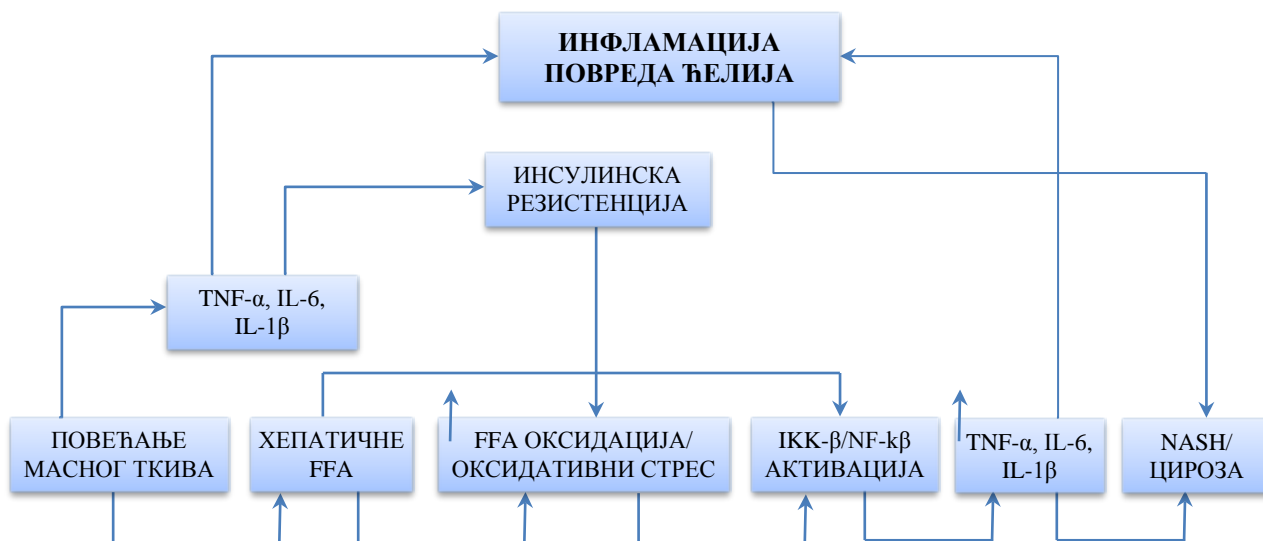 ИНФЛАМАЦИЈА
ПОВРЕДА ЋЕЛИЈА
ИНСУЛИНСКА
РЕЗИСТЕНЦИЈА
TNF-α, IL-6,
IL-1β
ПОВЕЋАЊЕ
МАСНОГ ТКИВА
ХЕПАТИЧНЕ
FFA
FFA ОКСИДАЦИЈА/
ОКСИДАТИВНИ СТРЕС
IKK-β/NF-kβ
АКТИВАЦИЈА
TNF-α, IL-6,
IL-1β
NASH/
ЦИРОЗА